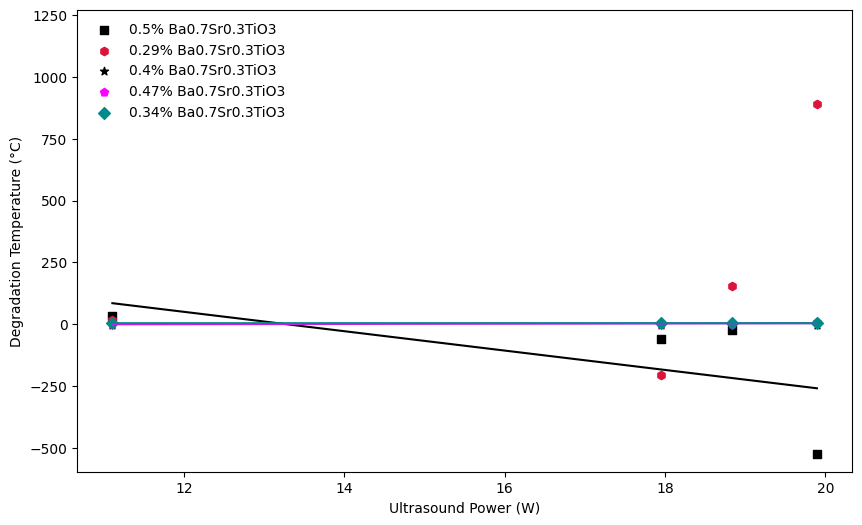 0.5% Ba0.7Sr0.3TiO3
0.29% Ba0.7Sr0.3TiO3
0.4% Ba0.7Sr0.3TiO3
0.47% Ba0.7Sr0.3TiO3
0.34% Ba0.7Sr0.3TiO3
Degradation Temperature (°C)
1250
1000
750
500
250
0
−250
−500
12 14 16 18 20
Ultrasound Power (W)